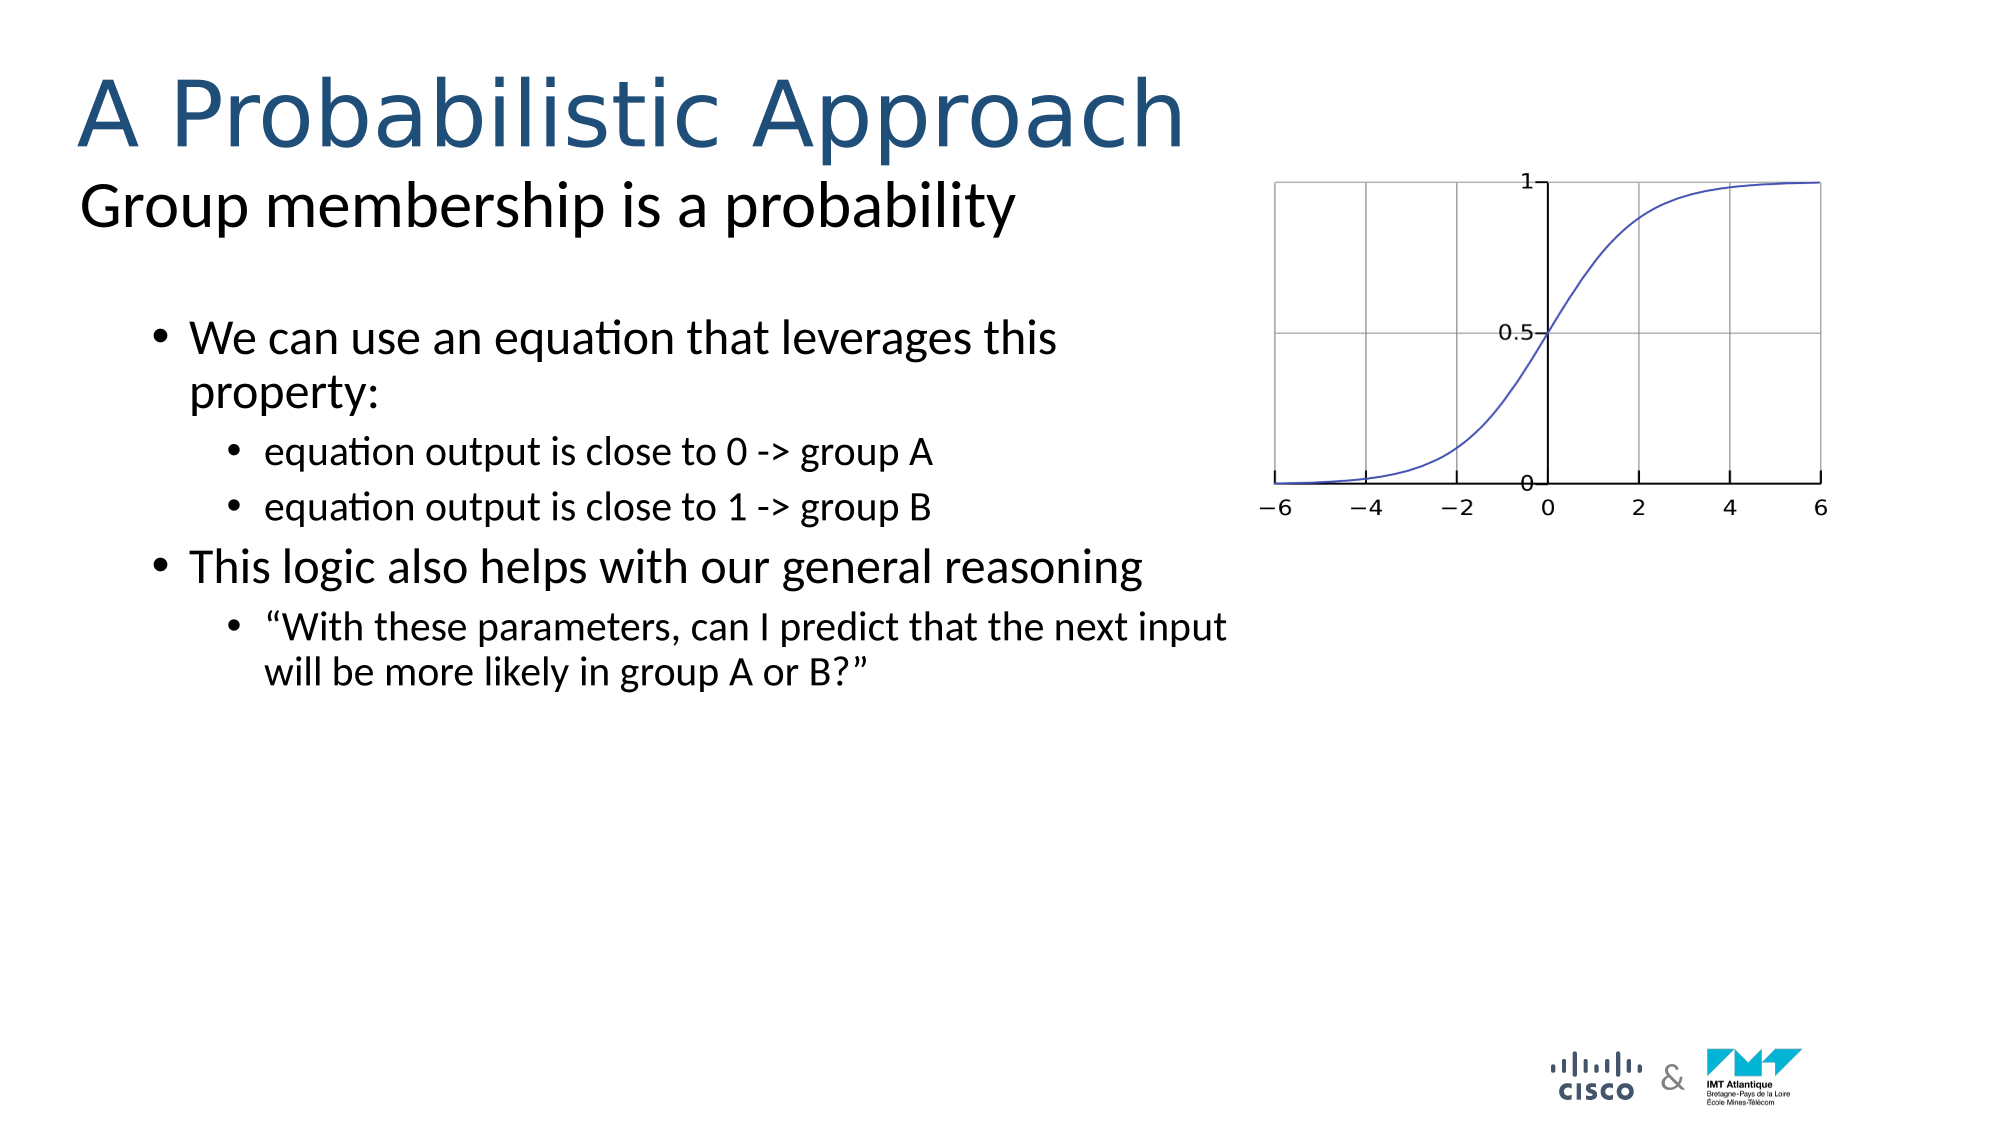 A Probabilistic Approach
Group membership is a probability
• We can use an equation that leverages this
property:
• equation output is close to 0 -> group A
• equation output is close to 1 -> group B
• This logic also helps with our general reasoning
• “With these parameters, can I predict that the next input
will be more likely in group A or B?”
1
0.5
0
−6 −4 −2 0 2 4 6
CISCO & IMT Atlantique
Bretagne-Pays de la Loire
École Mines-Télécom